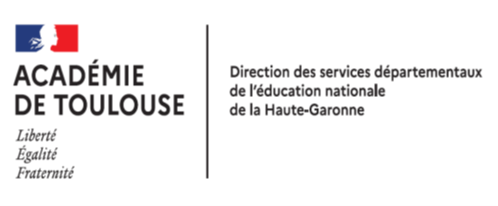 ACADÉMIE
DE TOULOUSE
Liberté
Égalité
Fraternité
Direction des services départementaux
de l'éducation nationale
de la Haute-Garonne